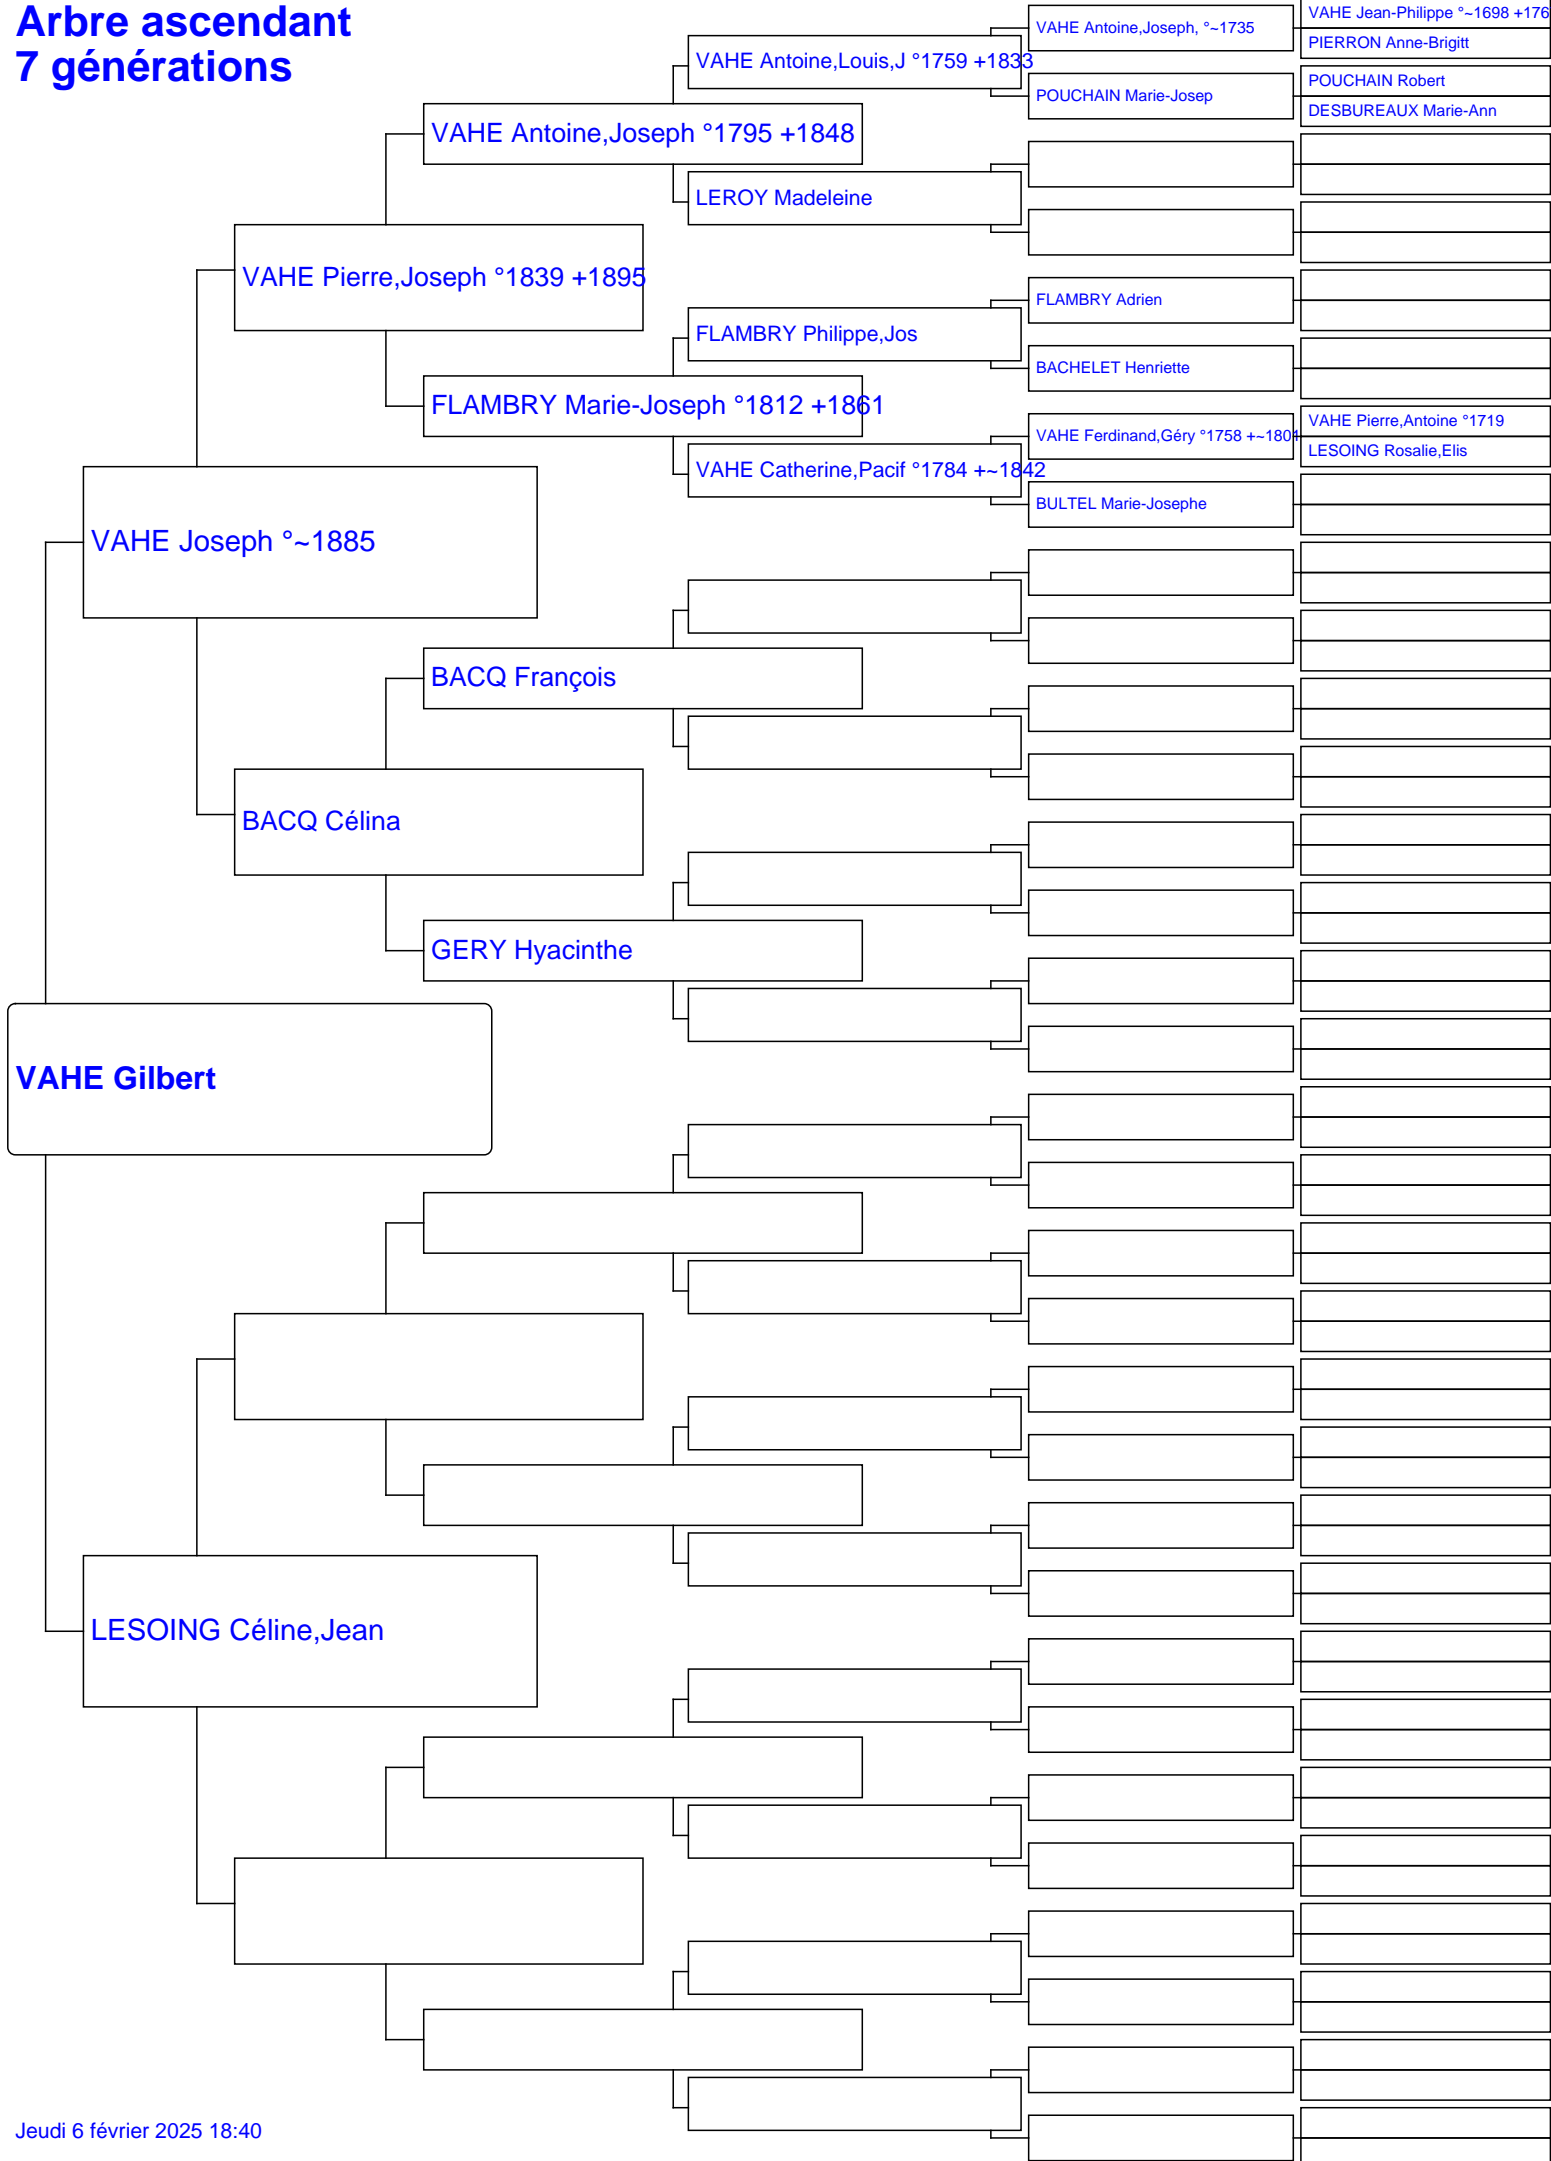 Arbre ascendant
7 générations
VAHE Jean-Philippe °~1698 +176
VAHE Antoine,Joseph, °~1735
PIERRON Anne-Brigitt
VAHE Antoine,Louis,J °1759 +1833
POUCHAIN Robert
POUCHAIN Marie-Josep
DESBUREAUX Marie-Ann
VAHE Antoine,Joseph °1795 +1848
LEROY Madeleine
VAHE Pierre,Joseph °1839 +1895
FLAMBRY Adrien
FLAMBRY Philippe,Jos
BACHELET Henriette
FLAMBRY Marie-Joseph °1812 +1861
VAHE Pierre,Antoine °1719
VAHE Ferdinand,Géry °1758 +~1801
LESOING Rosalie,Elis
VAHE Catherine,Pacif °1784 +~1842
BULTEL Marie-Josephe
VAHE Joseph °~1885
BACQ François
BACQ Célina
GERY Hyacinthe
VAHE Gilbert
LESOING Céline,Jean
Jeudi 6 février 2025 18:40